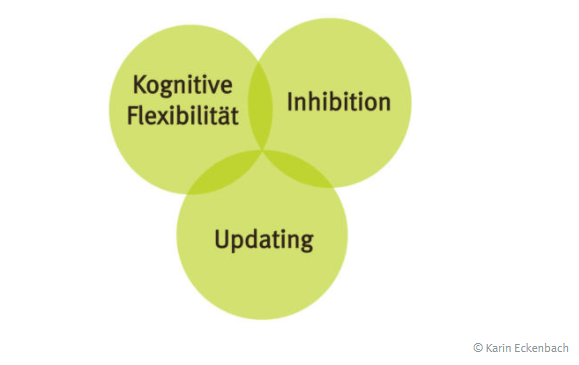 Kognitive
Flexibilität
Inhibition
Updating
© Karin Eckenbach